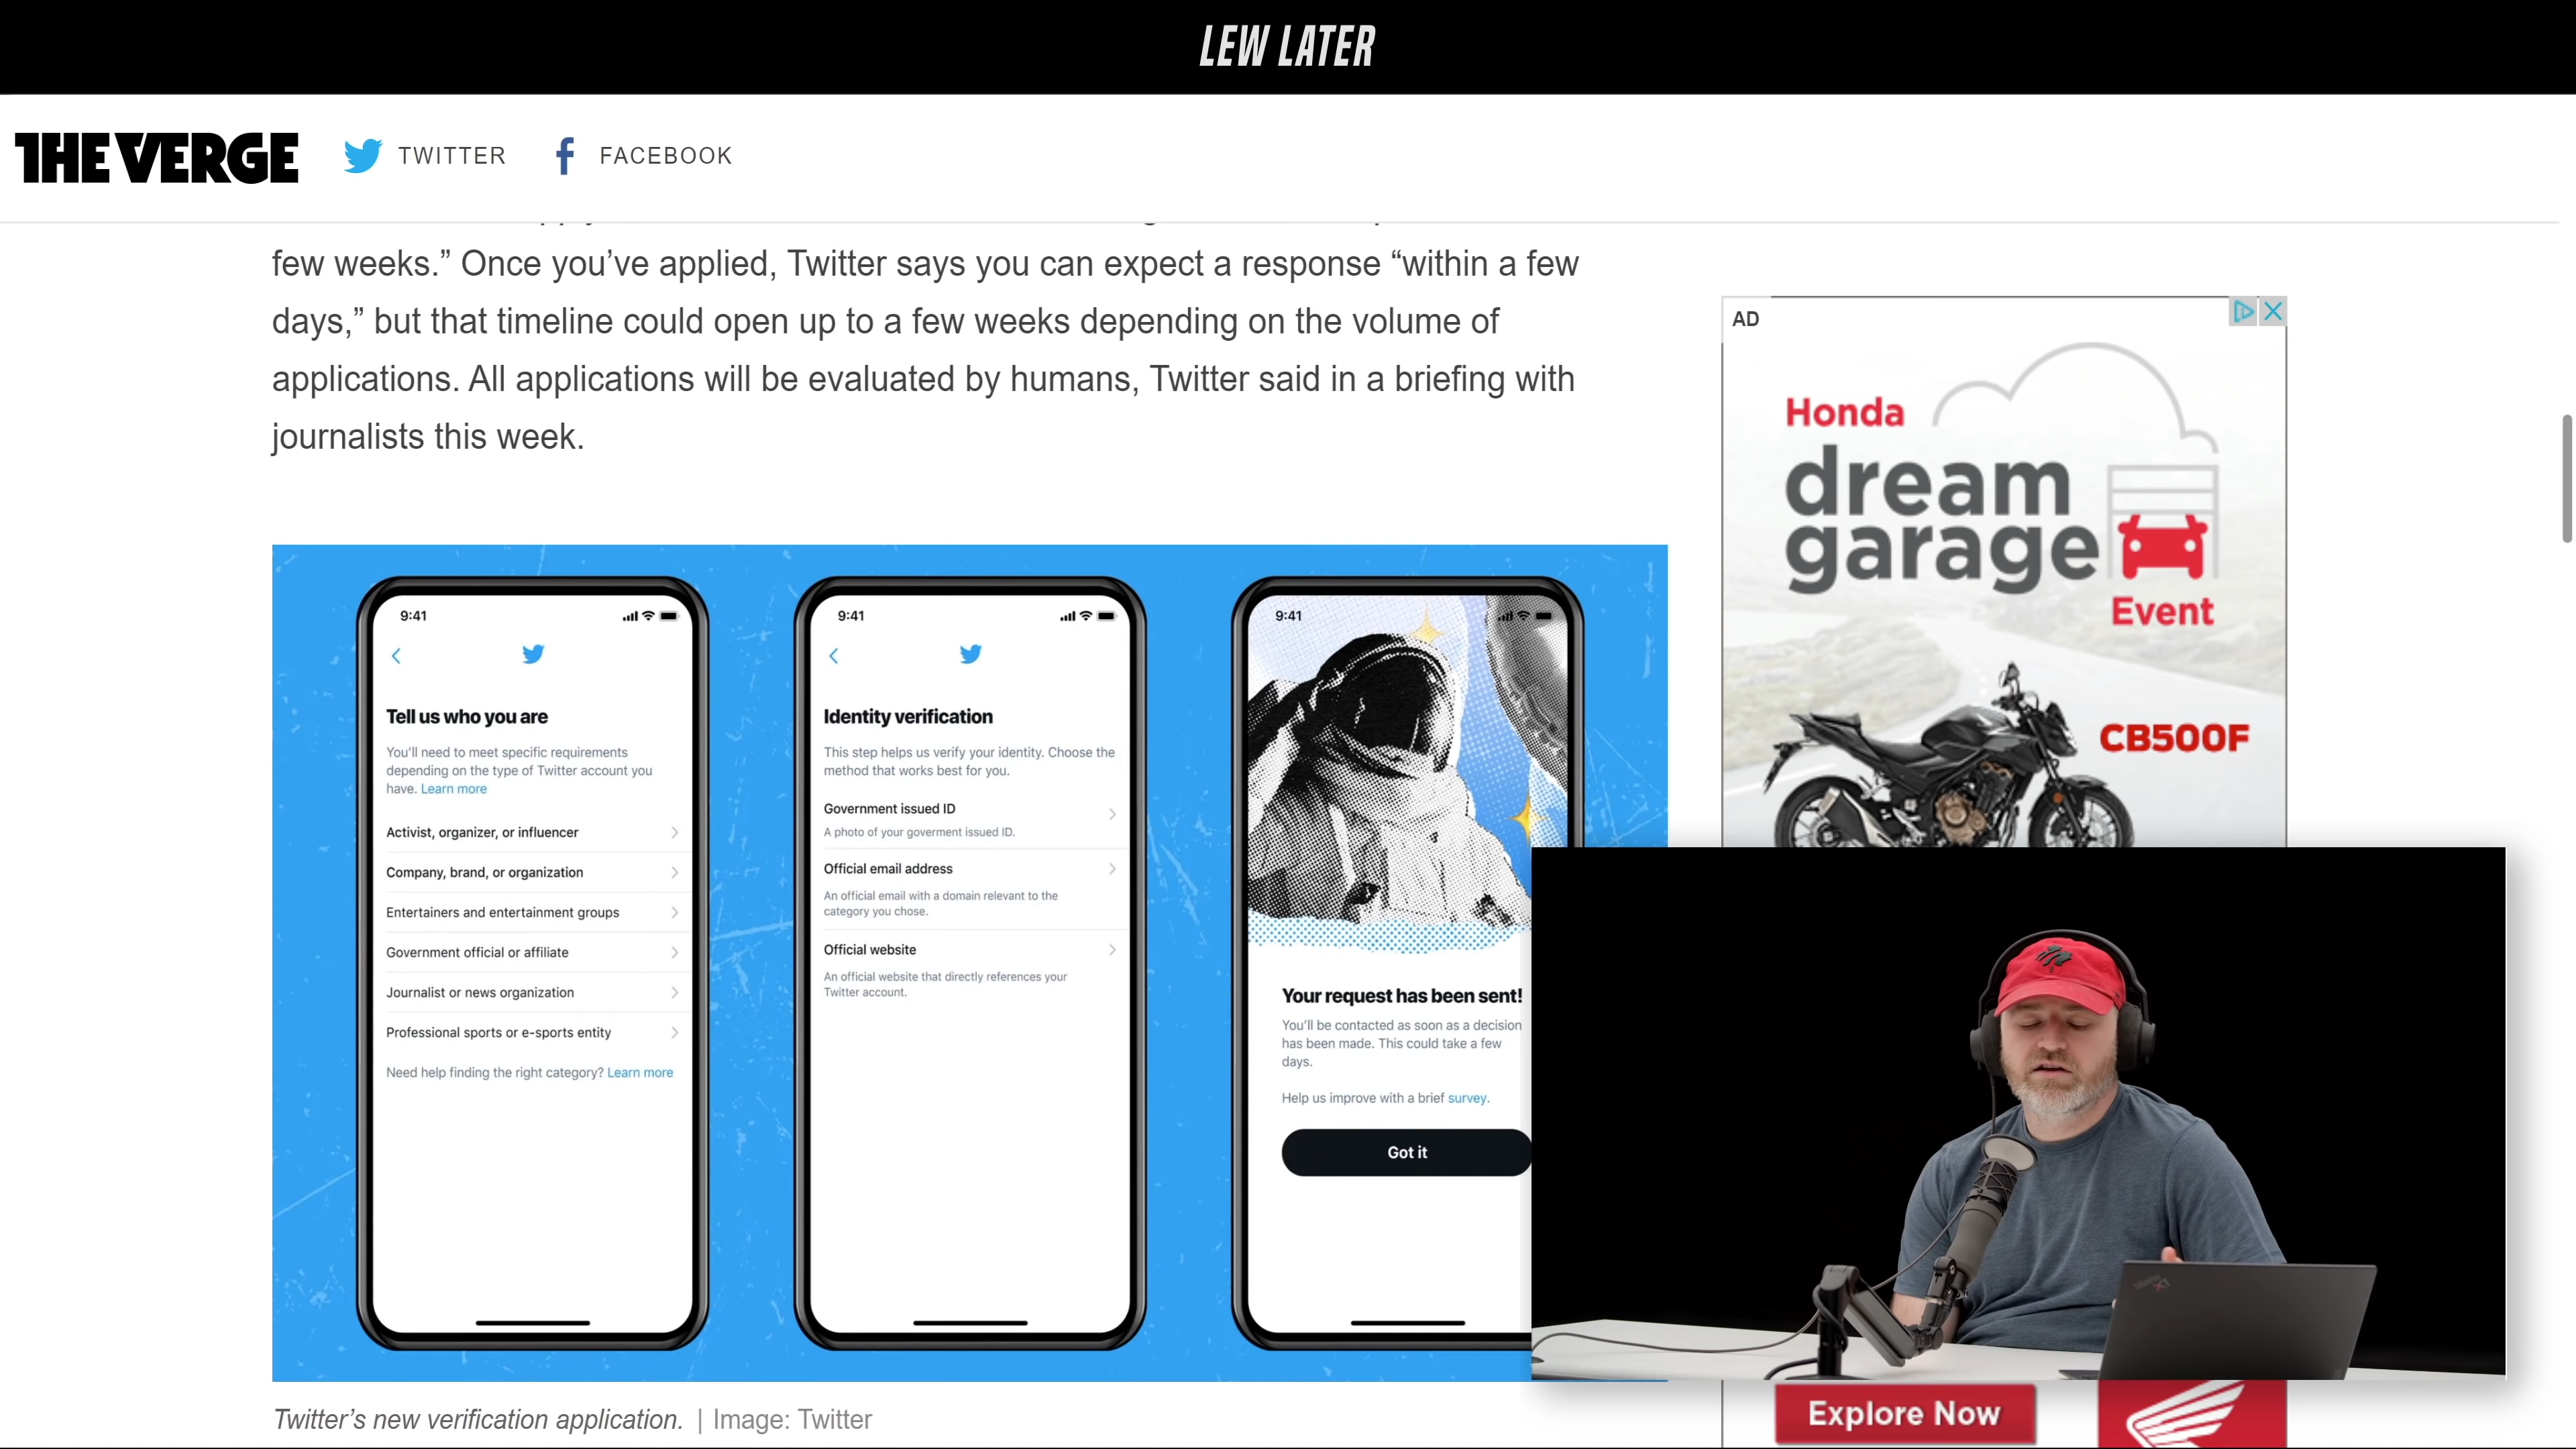 LEW LATER
THE VERGE
TWITTER
FACEBOOK
few weeks.” Once you’ve applied, Twitter says you can expect a response “within a few
days,” but that timeline could open up to a few weeks depending on the volume of
applications. All applications will be evaluated by humans, Twitter said in a briefing with
journalists this week.
9:41
Tell us who you are
You’ll need to meet specific requirements
depending on the type of Twitter account you
have. Learn more
Activist, organizer, or influencer
Company, brand, or organization
Entertainers and entertainment groups
Government official or affiliate
Journalist or news organization
Professional sports or e-sports entity
Need help finding the right category? Learn more
9:41
Identity verification
This step helps us verify your identity. Choose the
method that works best for you.
Government issued ID
A photo of your goverment issued ID.
Official email address
An official email with a domain relevant to the
category you chose.
Official website
An official website that directly references your
Twitter account.
9:41
Your request has been sent!
You’ll be contacted as soon as a decision
has been made. This could take a few
days.
Help us improve with a brief survey.
Got it
Twitter’s new verification application. | Image: Twitter
AD
Honda
dream
garage
Event
CB500F
Explore Now